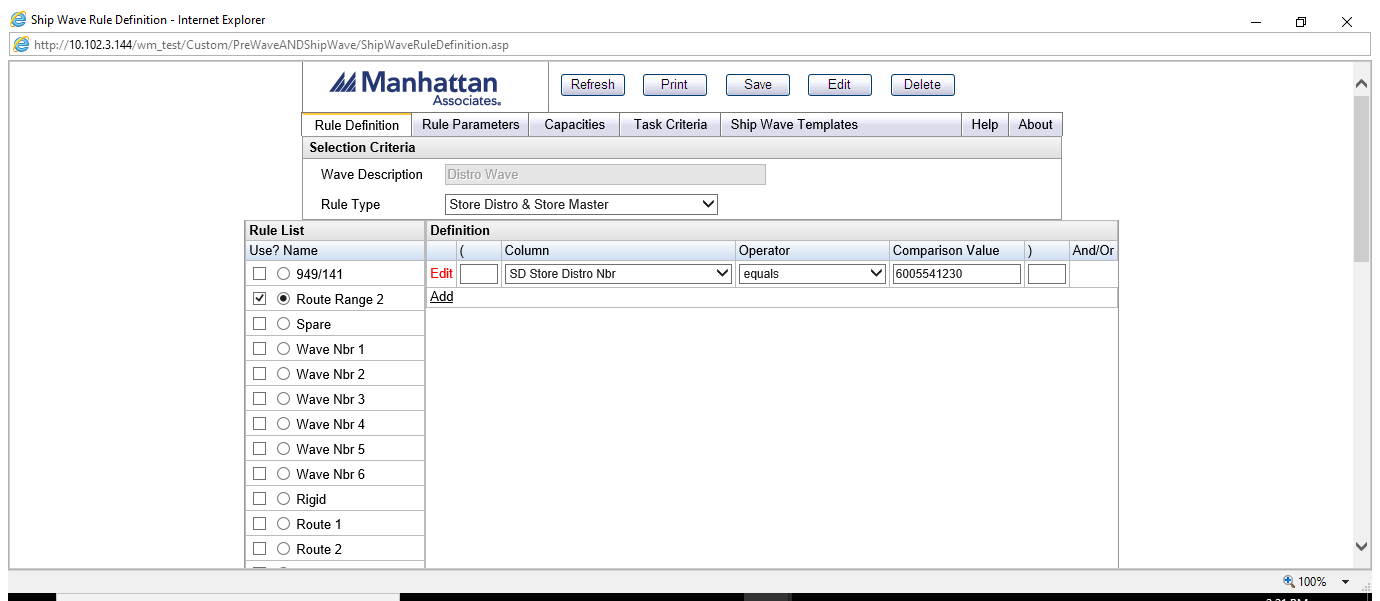 Ship Wave Rule Definition - Internet Explorer
http://10.102.3.144/wm_test/Custom/PreWaveANDShipWave/ShipWaveRuleDefinition.asp
Manhattan Associates. Refresh Print Save Edit Delete
Rule Definition Rule Parameters Capacities Task Criteria Ship Wave Templates Help About
Selection Criteria
Wave Description Distro Wave
Rule Type Store Distro & Store Master
Rule List Definition
Use? Name ( Column Operator Comparison Value ) And/Or
949/141 Edit SD Store Distro Nbr equals 6005541230
Route Range 2 Add
Spare
Wave Nbr 1
Wave Nbr 2
Wave Nbr 3
Wave Nbr 4
Wave Nbr 5
Wave Nbr 6
Rigid
Route 1
Route 2
100%